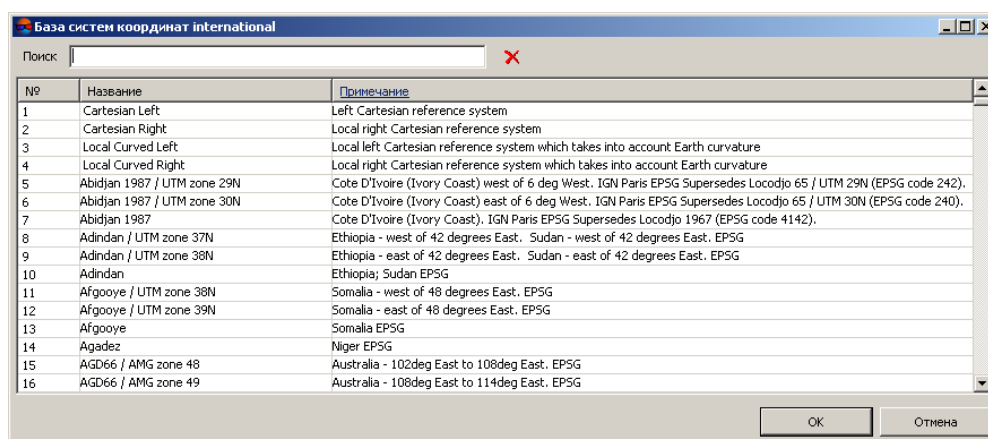 База систем координат international
Поиск
№ Название Примечание
1 Cartesian Left Left Cartesian reference system
2 Cartesian Right Local right Cartesian reference system
3 Local Curved Left Local left Cartesian reference system which takes into account Earth curvature
4 Local Curved Right Local right Cartesian reference system which takes into account Earth curvature
5 Abidjan 1987 / UTM zone 29N Cote D'Ivoire (Ivory Coast) west of 6 deg West. IGN Paris EPSG Supersedes Locodjo 65 / UTM 29N (EPSG code 242).
6 Abidjan 1987 / UTM zone 30N Cote D'Ivoire (Ivory Coast) east of 6 deg West. IGN Paris EPSG Supersedes Locodjo 65 / UTM 30N (EPSG code 240).
7 Abidjan 1987 Cote D'Ivoire (Ivory Coast). IGN Paris EPSG Supersedes Locodjo 1967 (EPSG code 4142).
8 Adindan / UTM zone 37N Ethiopia - west of 42 degrees East. Sudan - west of 42 degrees East. EPSG
9 Adindan / UTM zone 38N Ethiopia - east of 42 degrees East. Sudan - east of 42 degrees East. EPSG
10 Adindan Ethiopia; Sudan EPSG
11 Afgooye / UTM zone 38N Somalia - west of 48 degrees East. EPSG
12 Afgooye / UTM zone 39N Somalia - east of 48 degrees East. EPSG
13 Afgooye Somalia EPSG
14 Agadez Niger EPSG
15 AGD66 / AMG zone 48 Australia - 102deg East to 108deg East. EPSG
16 AGD66 / AMG zone 49 Australia - 108deg East to 114deg East. EPSG
OK Отмена